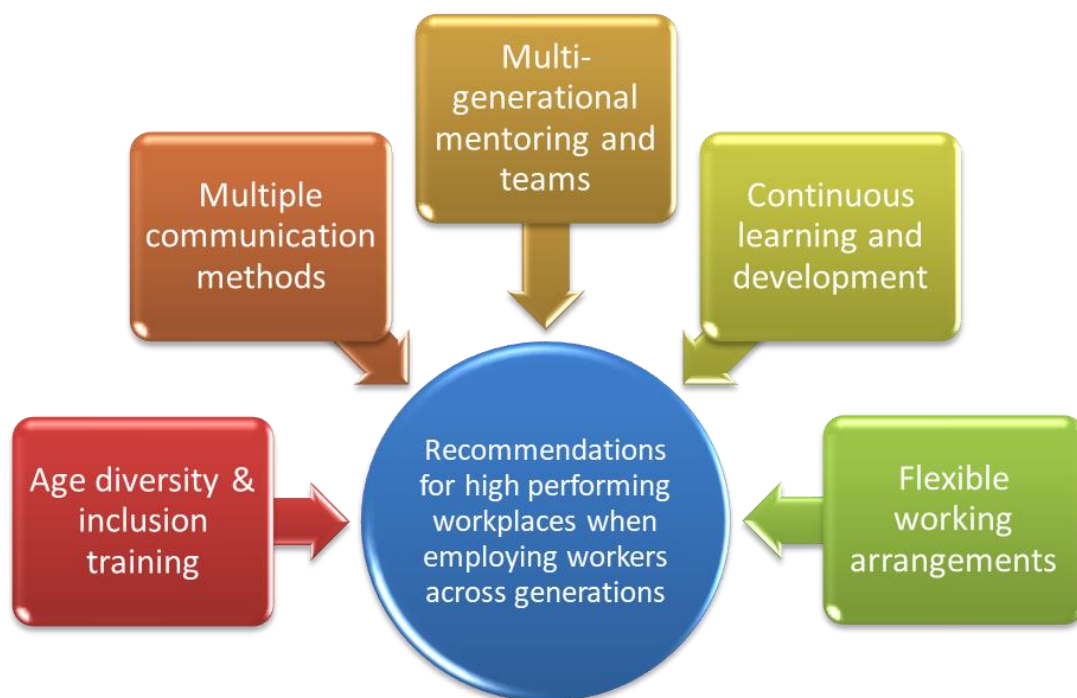 Multi-
generational
mentoring and
teams
Multiple
communication
methods
Continuous
learning and
development
Age diversity &
inclusion
training
Recommendations
for high performing
workplaces when
employing workers
across generations
Flexible
working
arrangements